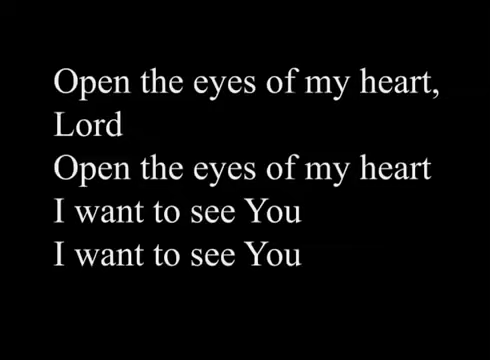 Open the eyes of my heart,
Lord
Open the eyes of my heart
I want to see You
I want to see You